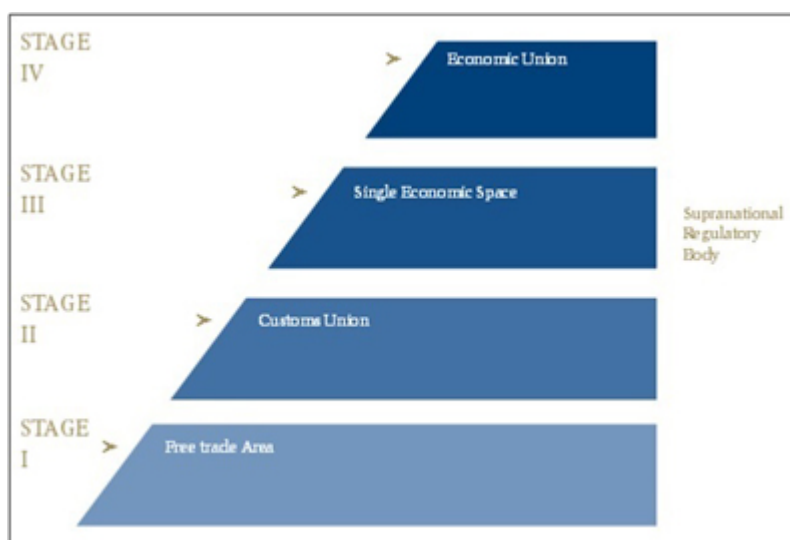 STAGE
IV
Economic Union
STAGE
III
Single Economic Space
Supranational
Regulatory
Body
STAGE
II
Customs Union
STAGE
I
Free trade Area